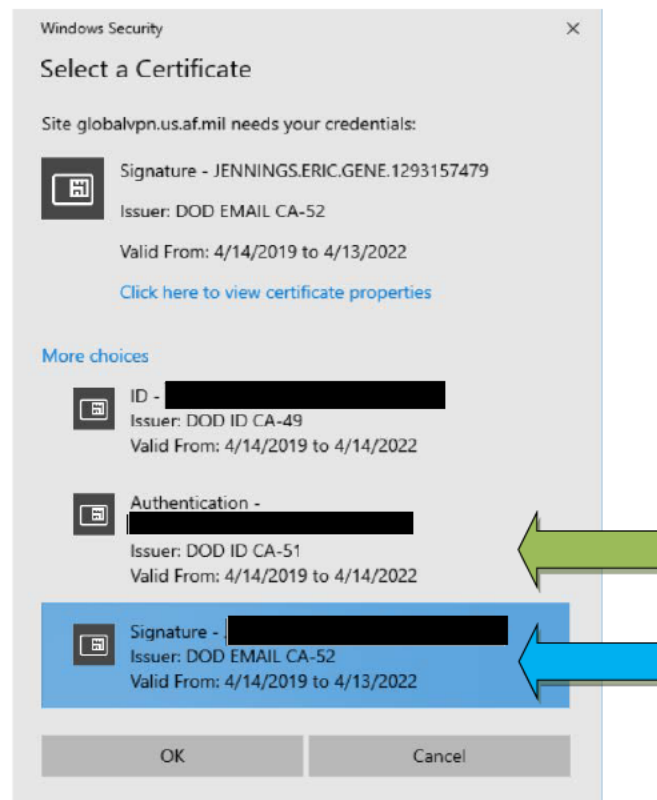 Windows Security
Select a Certificate
Site globalvpn.us.af.mil needs your credentials:
Signature - JENNINGS.ERIC.GENE.1293157479
Issuer: DOD EMAIL CA-52
Valid From: 4/14/2019 to 4/13/2022
Click here to view certificate properties
More choices
ID -
Issuer: DOD ID CA-49
Valid From: 4/14/2019 to 4/14/2022
Authentication -
Issuer: DOD ID CA-51
Valid From: 4/14/2019 to 4/14/2022
Signature -
Issuer: DOD EMAIL CA-52
Valid From: 4/14/2019 to 4/13/2022
OK
Cancel